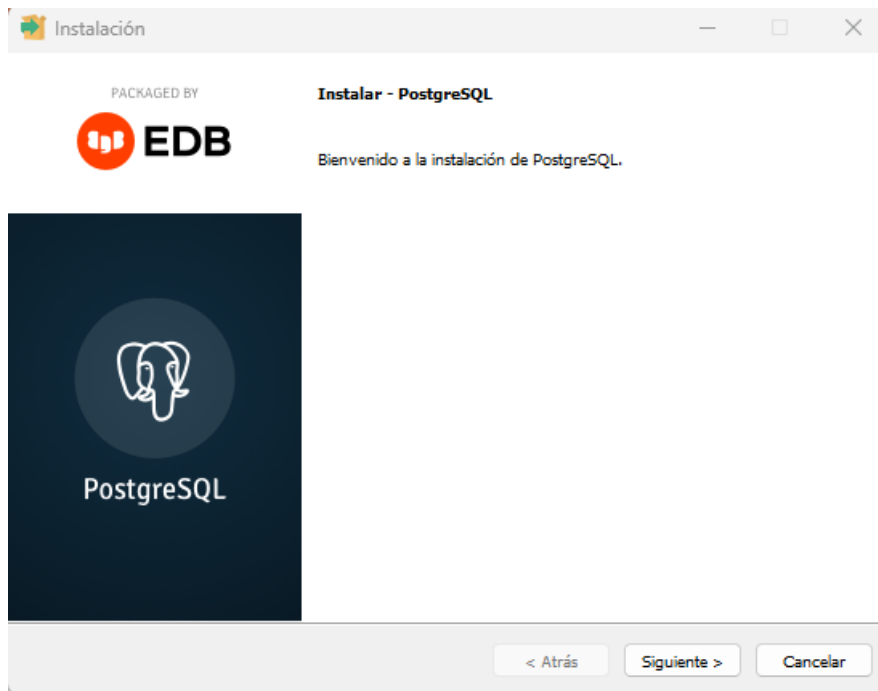 Instalación
PACKAGED BY
EDB
Instalar - PostgreSQL
Bienvenido a la instalación de PostgreSQL.
PostgreSQL
< Atrás
Siguiente >
Cancelar